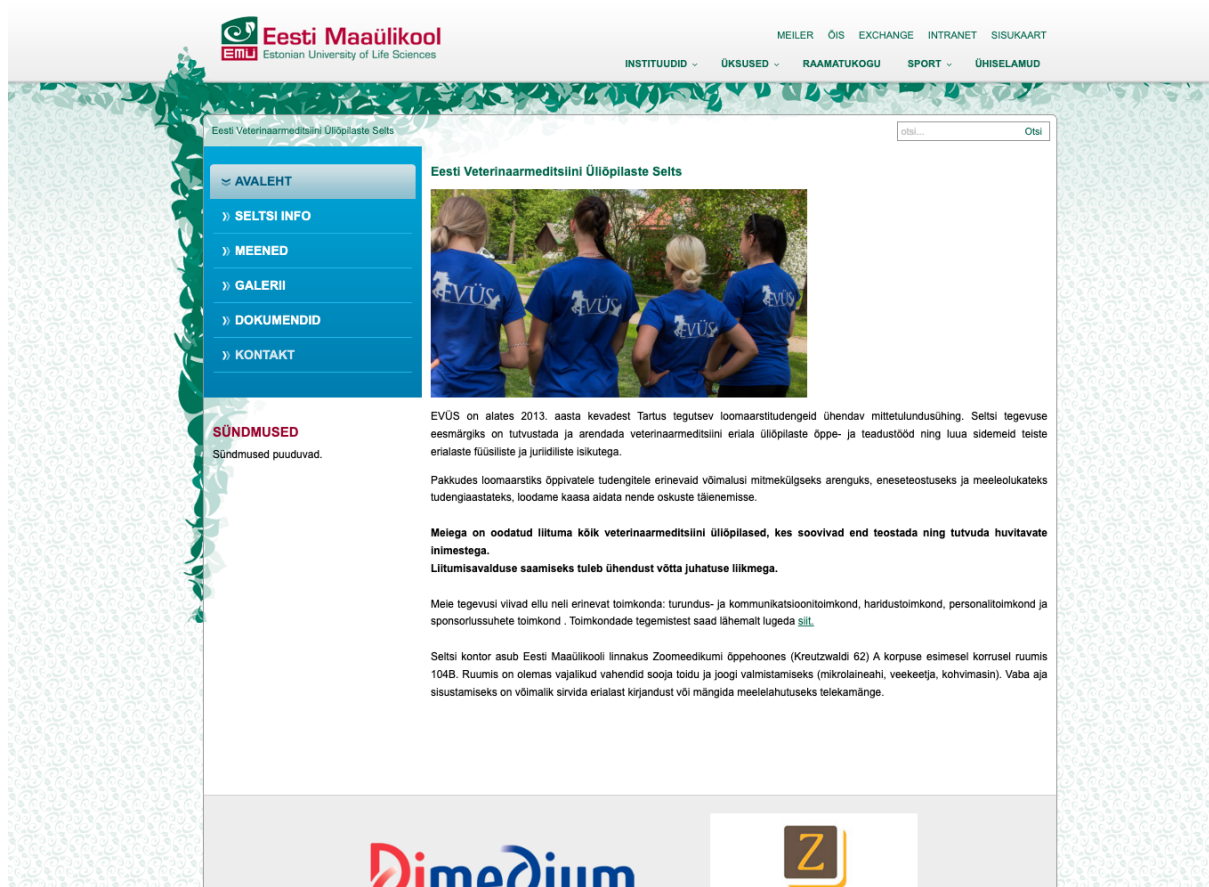 Eesti Maaülikool
EMU Estonian University of Life Sciences
MEILER ÕIS EXCHANGE INTRANET SISUKAART
INSTITUUDID ÜKSUSED RAAMATUKOGU SPORT ÜHISELAMUD
Eesti Veterinaarmeditsiini Üliõpilaste Selts
otsi... Otsi
AVALEHT
SELTSI INFO
MEENED
GALERII
DOKUMENDID
KONTAKT
SÜNDMUSED
Sündmused puuduvad.
Eesti Veterinaarmeditsiini Üliõpilaste Selts
EVÜS EVÜS EVÜS EVÜS
EVÜS on alates 2013. aasta kevadest Tartus tegutsev loomaarstitudengeid ühendav mittetulundusühing. Seltsi tegevuse
eesmärgiks on tutvustada ja arendada veterinaarmeditsiini eriala üliõpilaste õppe- ja teadustööd ning luua sidemeid teiste
erialaste füüsiliste ja juriidiliste isikutega.
Pakkudes loomaarstiks õppivatele tudengitele erinevaid võimalusi mitmekülgseks arenguks, eneseteostuseks ja meeleolukateks
tudengiaastateks, loodame kaasa aidata nende oskuste täienemisse.
Meiega on oodatud liituma kõik veterinaarmeditsiini üliõpilased, kes soovivad end teostada ning tutvuda huvitavate
inimestega.
Liitumisavalduse saamiseks tuleb ühendust võtta juhatuse liikmega.
Meie tegevusi viivad ellu neli erinevat toimkonda: turundus- ja kommunikatsioonitoimkond, haridustoimkond, personalitoimkond ja
sponsorlussuhete toimkond . Toimkondade tegemistest saad lähemalt lugeda siit.
Seltsi kontor asub Eesti Maaülikooli linnakus Zoomeedikumi õppehoones (Kreutzwaldi 62) A korpuse esimesel korrusel ruumis
104B. Ruumis on olemas vajalikud vahendid sooja toidu ja joogi valmistamiseks (mikrolaineahi, veekeetja, kohvimasin). Vaba aja
sisustamiseks on võimalik sirvida erialast kirjandust või mängida meelelahutuseks telekamänge.
Dimedium
Z